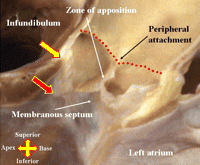 Zone of apposition
Infundibulum
Peripheral
attachment
Membranous septum
Superior
Apex Base
Inferior
Left atrium